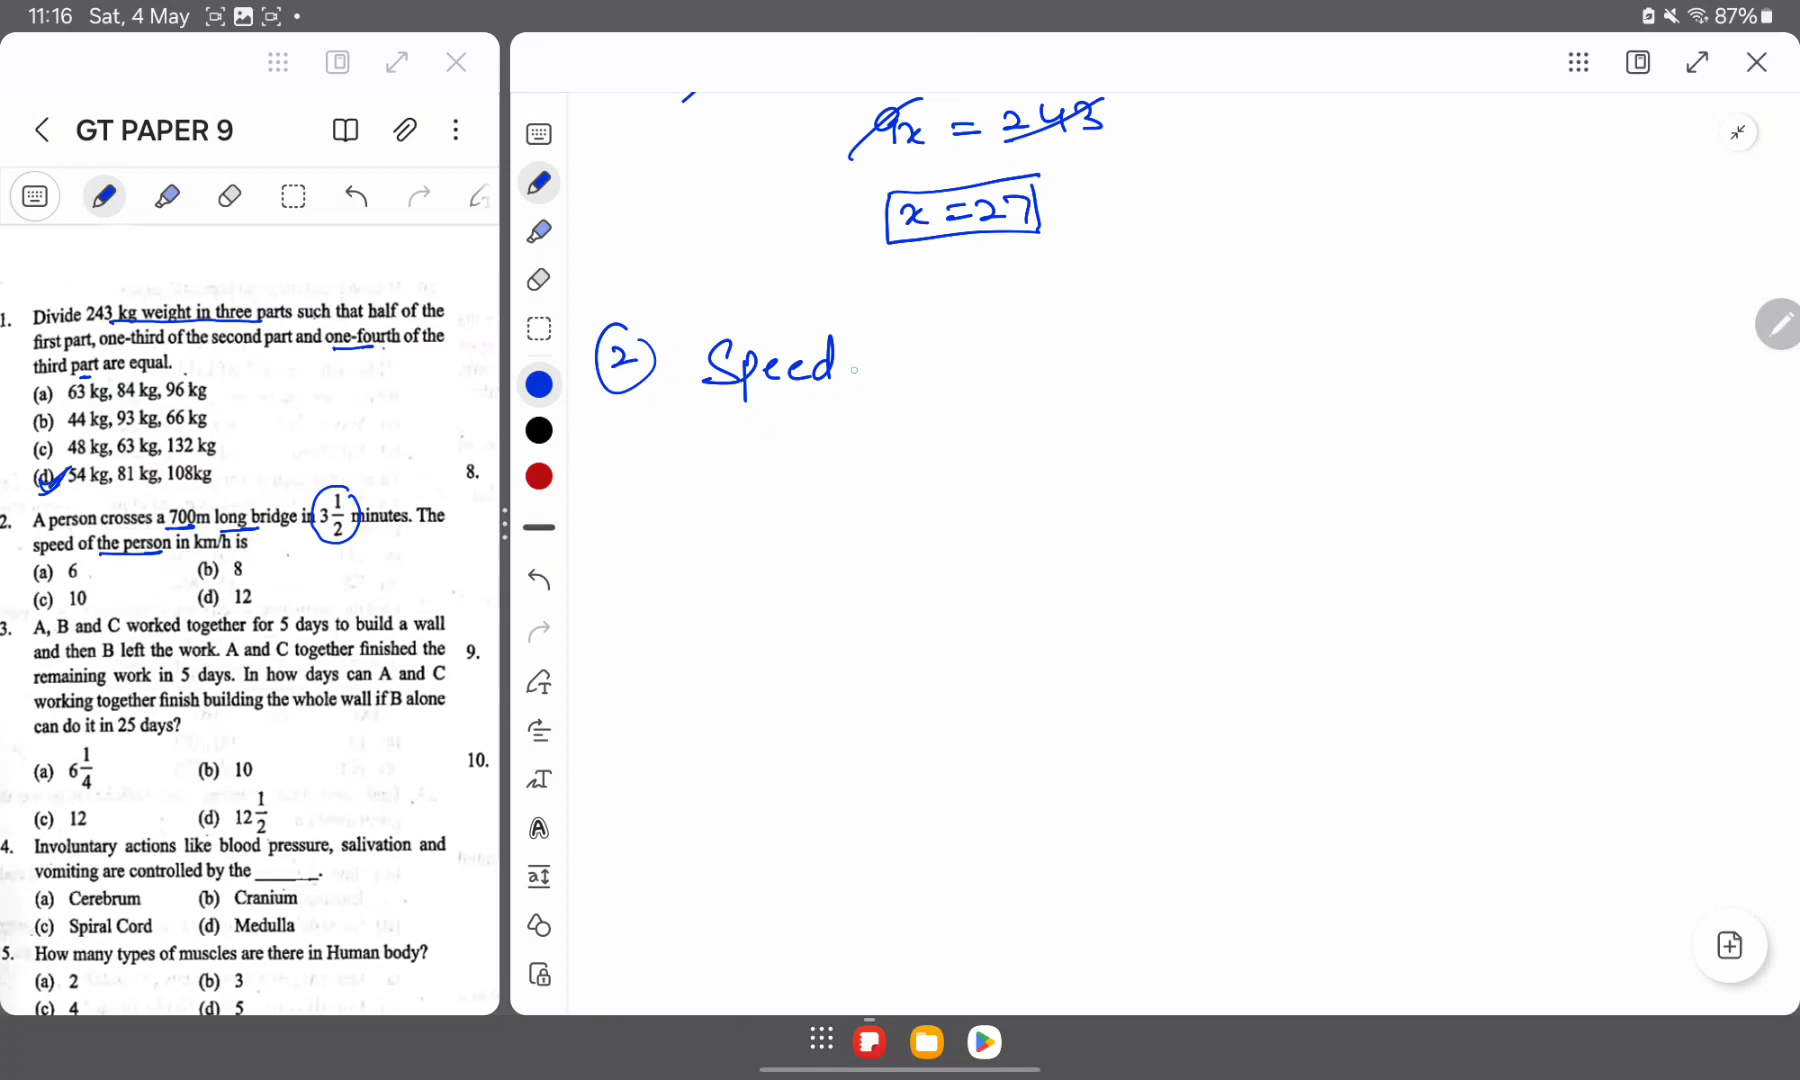 11:16 Sat, 4 May
87%
GT PAPER 9
1. Divide 243 kg weight in three parts such that half of the
first part, one-third of the second part and one-fourth of the
third part are equal.
(a) 63 kg, 84 kg, 96 kg
(b) 44 kg, 93 kg, 66 kg
(c) 48 kg, 63 kg, 132 kg
(d) 54 kg, 81 kg, 108kg
2. A person crosses a 700m long bridge in 3 1/2 minutes. The
speed of the person in km/h is
(a) 6 (b) 8
(c) 10 (d) 12
3. A, B and C worked together for 5 days to build a wall
and then B left the work. A and C together finished the
remaining work in 5 days. In how days can A and C
working together finish building the whole wall if B alone
can do it in 25 days?
(a) 6 1/4 (b) 10
(c) 12 (d) 12 1/2
4. Involuntary actions like blood pressure, salivation and
vomiting are controlled by the ______.
(a) Cerebrum (b) Cranium
(c) Spiral Cord (d) Medulla
5. How many types of muscles are there in Human body?
(a) 2 (b) 3
(c) 4 (d) 5
8.
9.
10.
9x = 243
x = 27
2 Speed